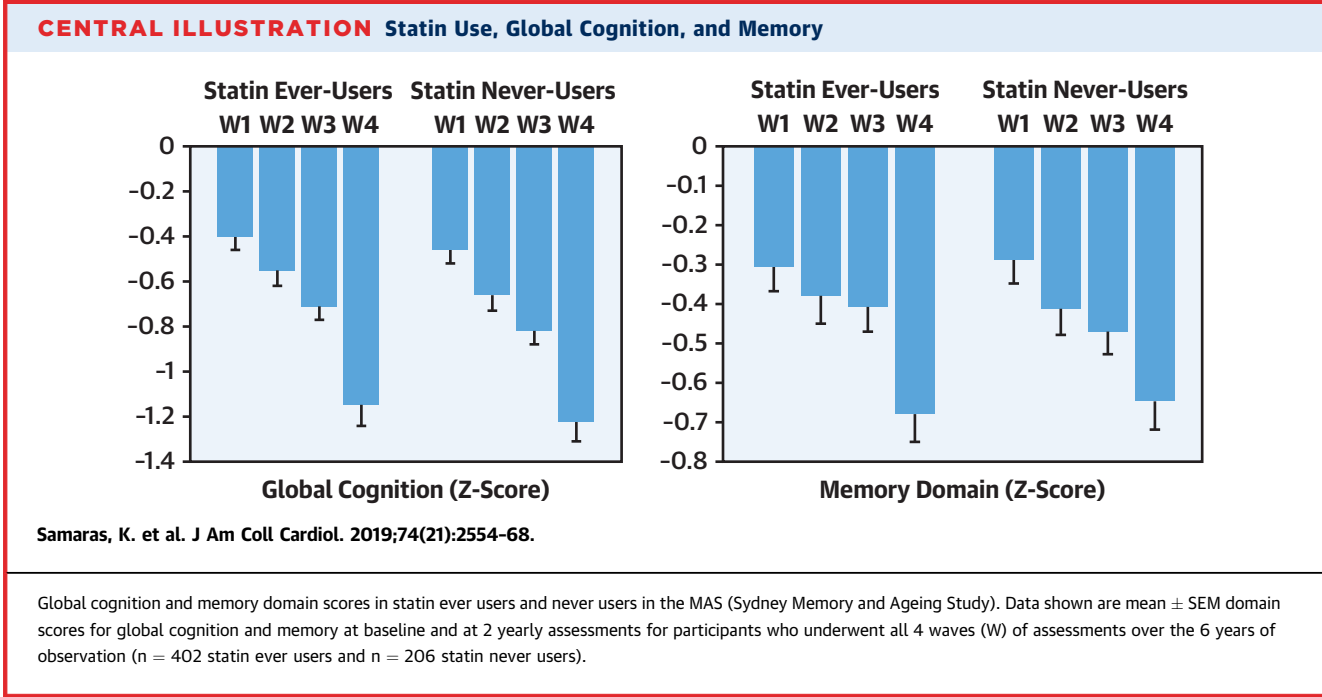 CENTRAL ILLUSTRATION Statin Use, Global Cognition, and Memory
Statin Ever-Users Statin Never-Users
W1 W2 W3 W4 W1 W2 W3 W4
0
-0.2
-0.4
-0.6
-0.8
-1
-1.2
-1.4
Global Cognition (Z-Score)
Statin Ever-Users Statin Never-Users
W1 W2 W3 W4 W1 W2 W3 W4
0
-0.1
-0.2
-0.3
-0.4
-0.5
-0.6
-0.7
-0.8
Memory Domain (Z-Score)
Samaras, K. et al. J Am Coll Cardiol. 2019;74(21):2554–68.
Global cognition and memory domain scores in statin ever users and never users in the MAS (Sydney Memory and Ageing Study). Data shown are mean ± SEM domain
scores for global cognition and memory at baseline and at 2 yearly assessments for participants who underwent all 4 waves (W) of assessments over the 6 years of
observation (n = 402 statin ever users and n = 206 statin never users).